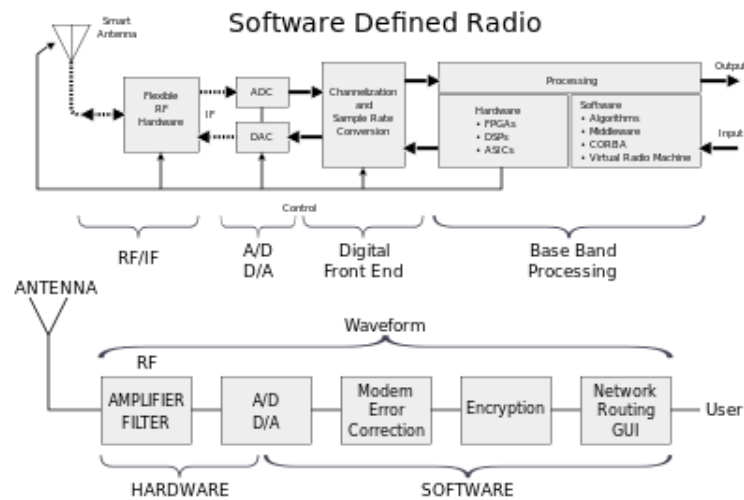 Software Defined Radio
Smart
Antenna
Flexible
RF
Hardware
IF
ADC
DAC
Channelization
and
Sample Rate
Conversion
Processing
Hardware
• FPGAs
• DSPs
• ASICs
Software
• Algorithms
• Middleware
• CORBA
• Virtual Radio Machine
Output
Input
Control
RF/IF
A/D
D/A
Digital
Front End
Base Band
Processing
ANTENNA
Waveform
RF
AMPLIFIER
FILTER
A/D
D/A
Modem
Error
Correction
Encryption
Network
Routing
GUI
User
HARDWARE
SOFTWARE